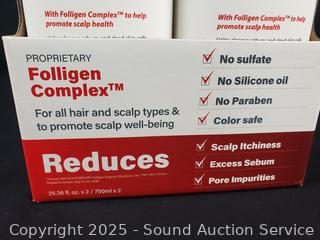 With Folligen Complex™ to help
promote scalp health
With Folligen Complex™ to help
promote scalp health
PROPRIETARY
Folligen
Complex™
For all hair and scalp types &
to promote scalp well-being
No sulfate
No Silicone oil
No Paraben
Color safe
Reduces
Scalp Itchiness
Excess Sebum
Pore Impurities
25.36 fl. oz. x 2 / 750ml x 2
Copyright 2025 - Sound Auction Service